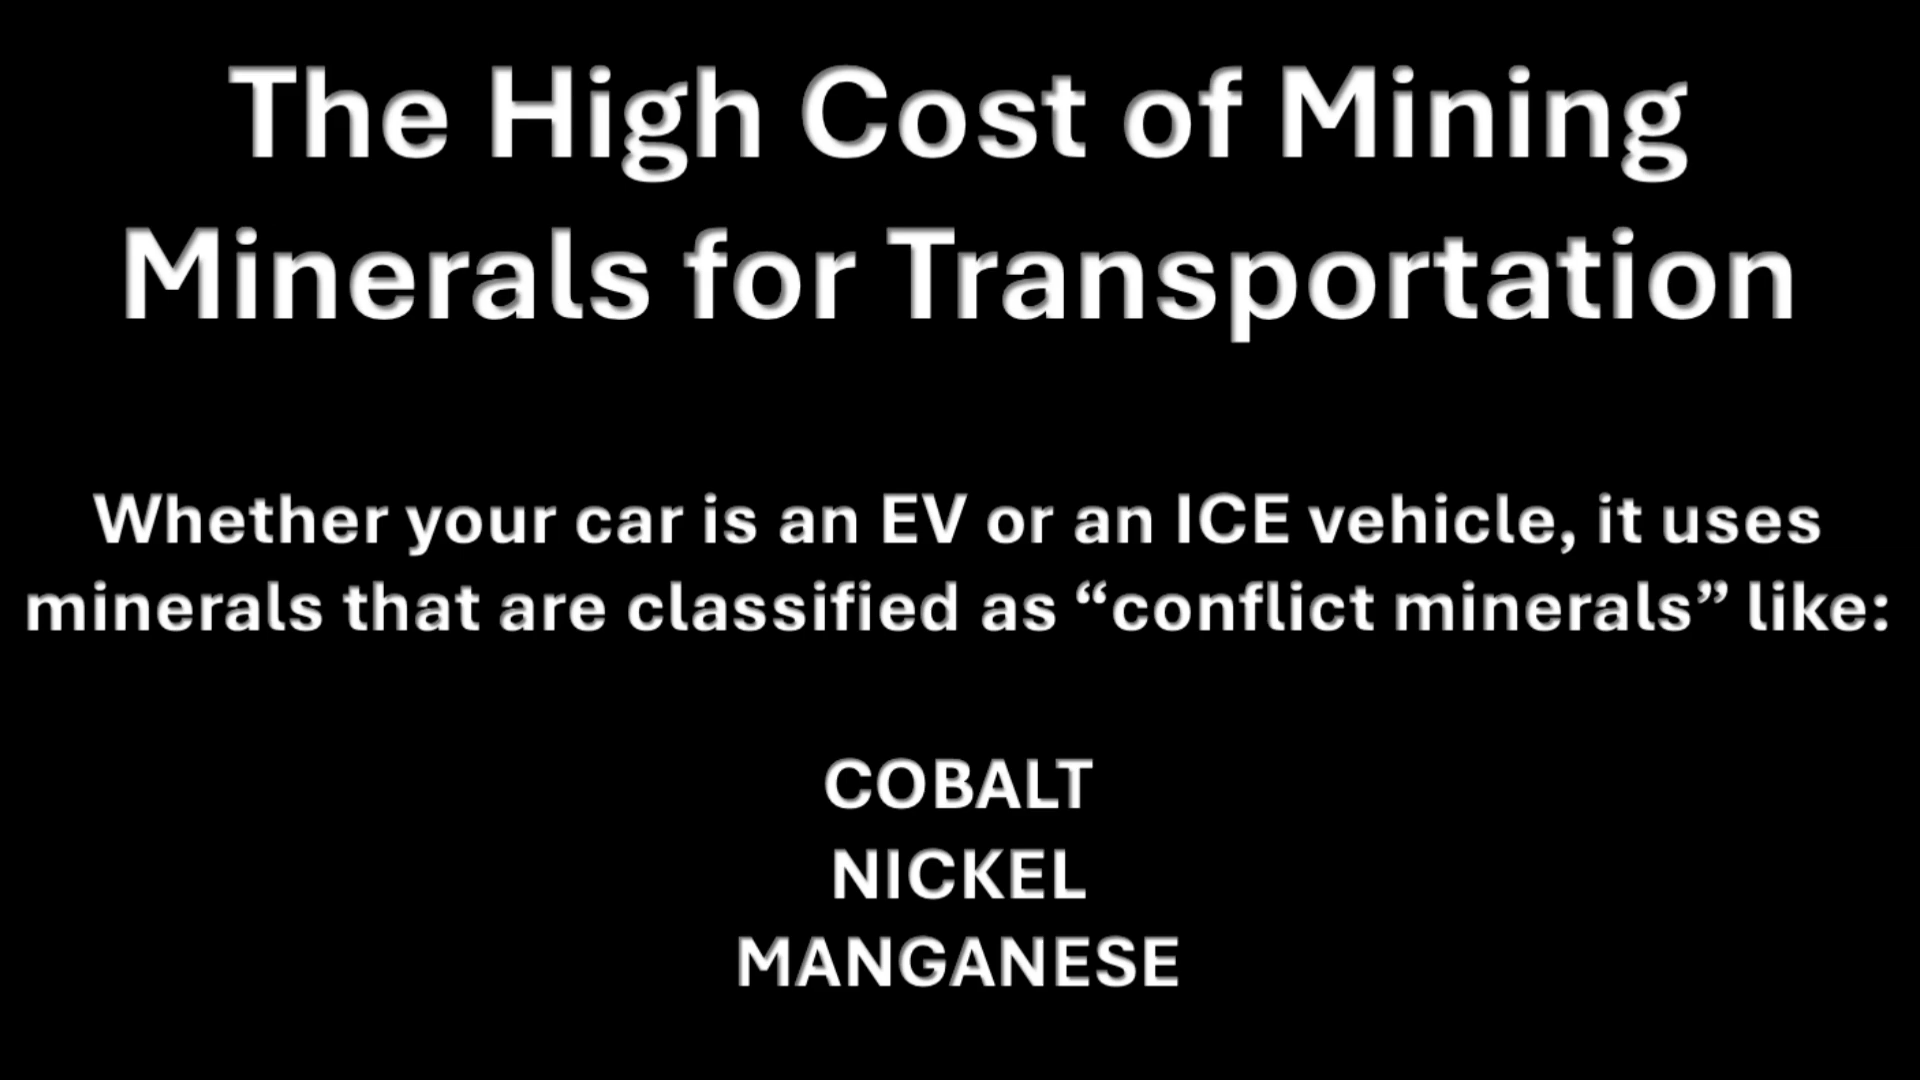 The High Cost of Mining
Minerals for Transportation
Whether your car is an EV or an ICE vehicle, it uses
minerals that are classified as “conflict minerals” like:
COBALT
NICKEL
MANGANESE